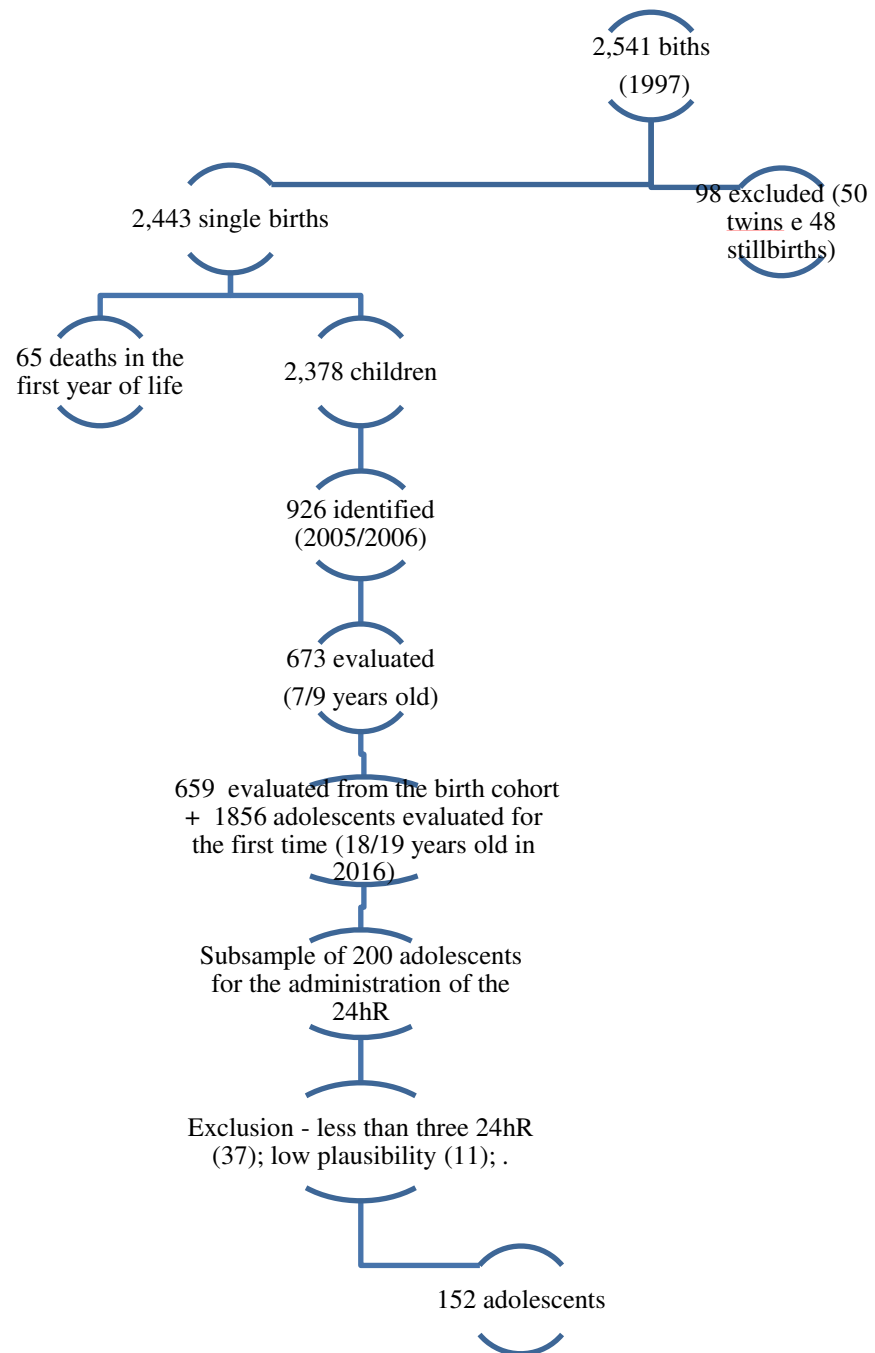 2,541 biths
(1997)
98 excluded (50
twins e 48
stillbirths)
2,443 single births
65 deaths in the
first year of life
2,378 children
926 identified
(2005/2006)
673 evaluated
(7/9 years old)
659 evaluated from the birth cohort
+ 1856 adolescents evaluated for
the first time (18/19 years old in
2016)
Subsample of 200 adolescents
for the administration of the
24hR
Exclusion - less than three 24hR
(37); low plausibility (11); .
152 adolescents